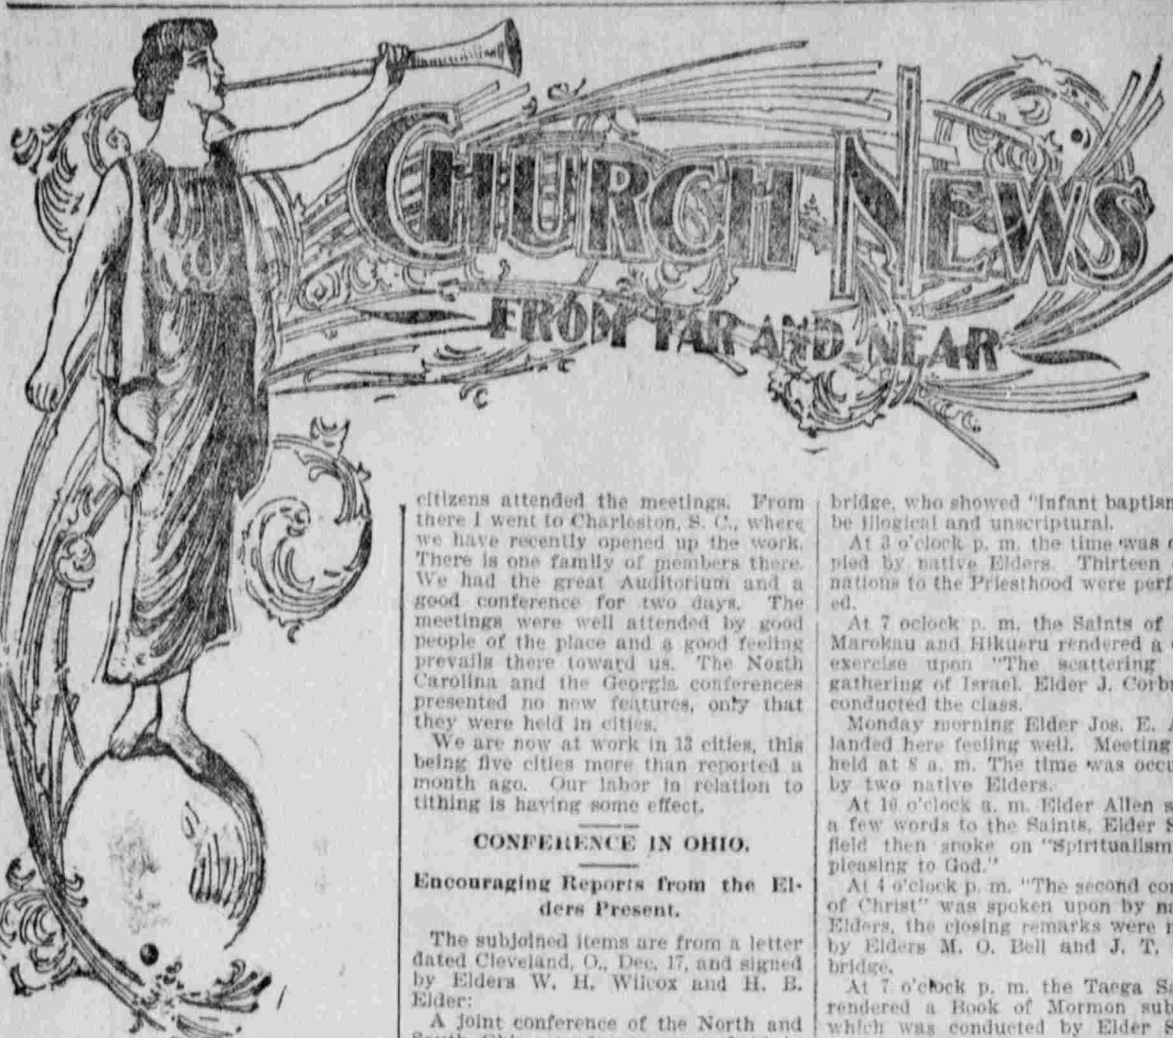 CHURCH NEWS
FROM FAR AND NEAR
citizens attended the meetings. From
there I went to Charleston, S. C., where
we have recently opened up the work.
There is one family of members there.
We had the great Auditorium and a
good conference for two days. The
meetings were well attended by good
people of the place and a good feeling
prevails there toward us. The North
Carolina and the Georgia conferences
presented no new features, only that
they were held in cities.
We are now at work in 13 cities, this
being five cities more than reported a
month ago. Our labor in relation to
tithing is having some effect.
CONFERENCE IN OHIO.
Encouraging Reports from the El-
ders Present.
The subjoined items are from a letter
dated Cleveland, O., Dec. 17, and signed
by Elders W. H. Wilcox and H. B.
Elder:
A joint conference of the North and
bridge, who showed "infant baptism
be illogical and unscriptural.
At 3 o'clock p. m. the time was
pied by native Elders. Thirteen
nations to the Priesthood were perf
ed.
At 7 oclock p. m. the Saints of
Marokau and Hikueru rendered a
exercise upon "The scattering
gathering of Israel. Elder J. Corb
conducted the class.
Monday morning Elder Jos. E.
landed here feeling well. Meeting
held at 8 a. m. The time was occu
by two native Elders.
At 10 o'clock a. m. Elder Allen s
a few words to the Saints, Elder S
field then spoke on "Spiritualism
pleasing to God."
At 4 o'clock p. m. "The second con
of Christ" was spoken upon by na
Elders, the closing remarks were
by Elders M. O. Bell and J. T.
bridge.
At 7 o'clock p. m. the Taega Sa
rendered a Book of Mormon sub
which was conducted by Elder S